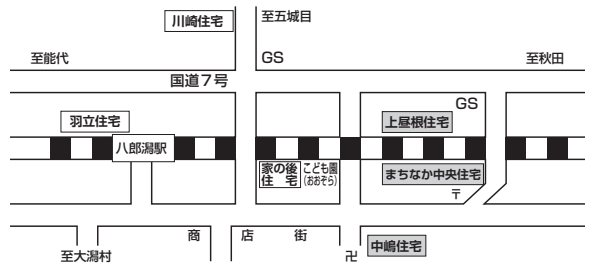 川崎住宅
至五城目
至能代
GS
至秋田
国道7号
GS
羽立住宅
上昼根住宅
八郎潟駅
家の後
住宅
こども園
(おおぞら)
まちなか中央住宅
〒
商店街
卍
中嶋住宅
至大潟村